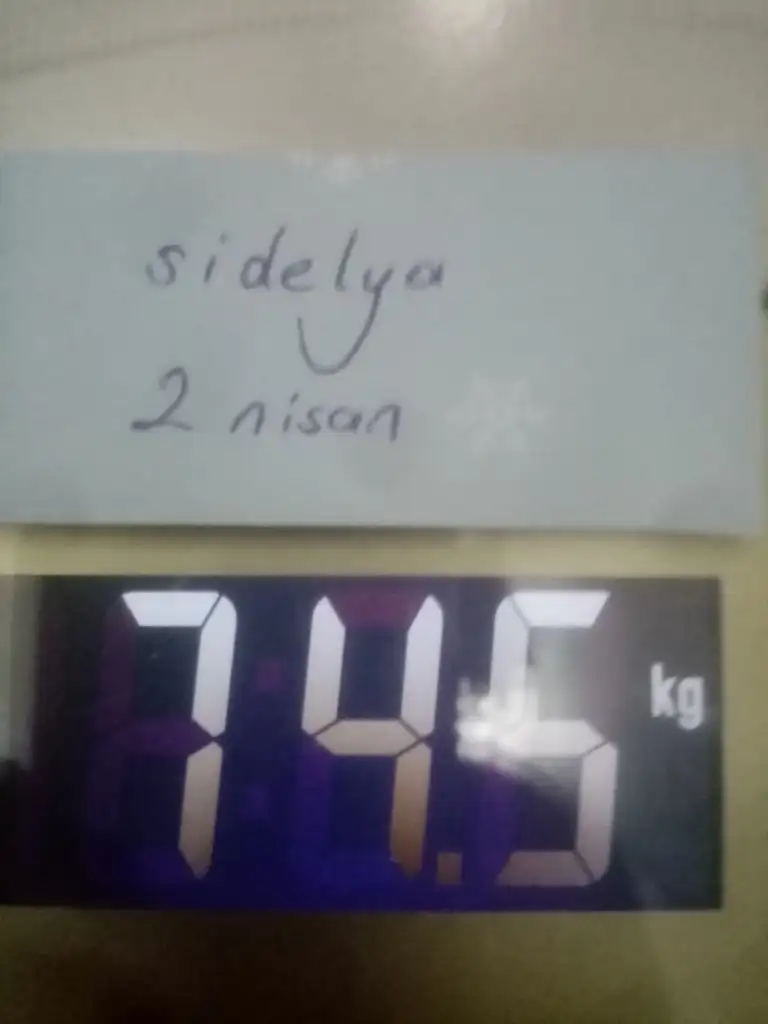 sidelya
2 nisan
74.5 kg